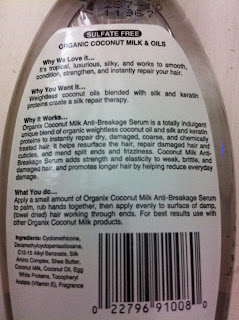 SULFATE FREE
ORGANIC COCONUT MILK & OILS
Why We Love it...
It's tropical, luxurious, silky, and works to smooth,
condition, strengthen, and instantly repair your hair.
Why You Want it...
Weightless coconut oils blended with silk and keratin
proteins create a silk repair therapy.
Why It Works...
Organix Coconut Milk Anti-Breakage Serum is a totally indulgent
unique blend of organic weightless coconut oil and silk and keratin
proteins to instantly repair dry, damaged, coarse, and chemically
treated hair. It helps resurface the hair, repair damaged hair and
cuticles, and mend split ends and frizziness. Coconut Milk Anti-
Breakage Serum adds strength and elasticity to weak, brittle, and
damaged hair, and promotes longer hair by helping reduce everyday
damage.
What You do...
Apply a small amount of Organix Coconut Milk Anti-Breakage Serum
to palm, rub hands together, then apply evenly to surface of damp,
(towel dried) hair working through ends. For best results use with
other Organix Coconut Milk products.
Ingredients: Cyclomethicone,
C12-15 Alkyl Benzoate, Silk
Amino Complex, Shea Butter,
Coconut Milk, Coconut Oil, Egg
White Proteins, Tocopheryl
Acetate (Vitamin E), Fragrance
0 22796 91008 0